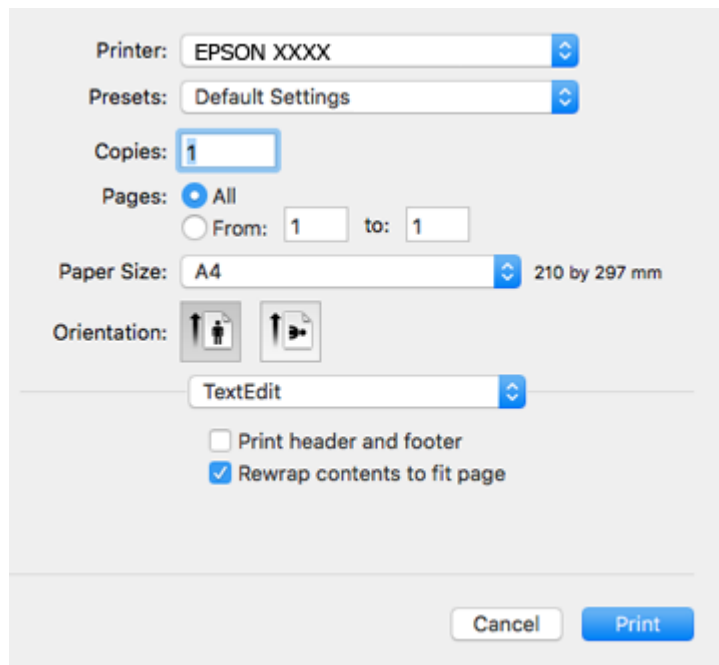 Printer: EPSON XXXX
Presets: Default Settings
Copies: 1
Pages: All
From: 1 to: 1
Paper Size: A4 210 by 297 mm
Orientation:
TextEdit
Print header and footer
Rewrap contents to fit page
Cancel Print